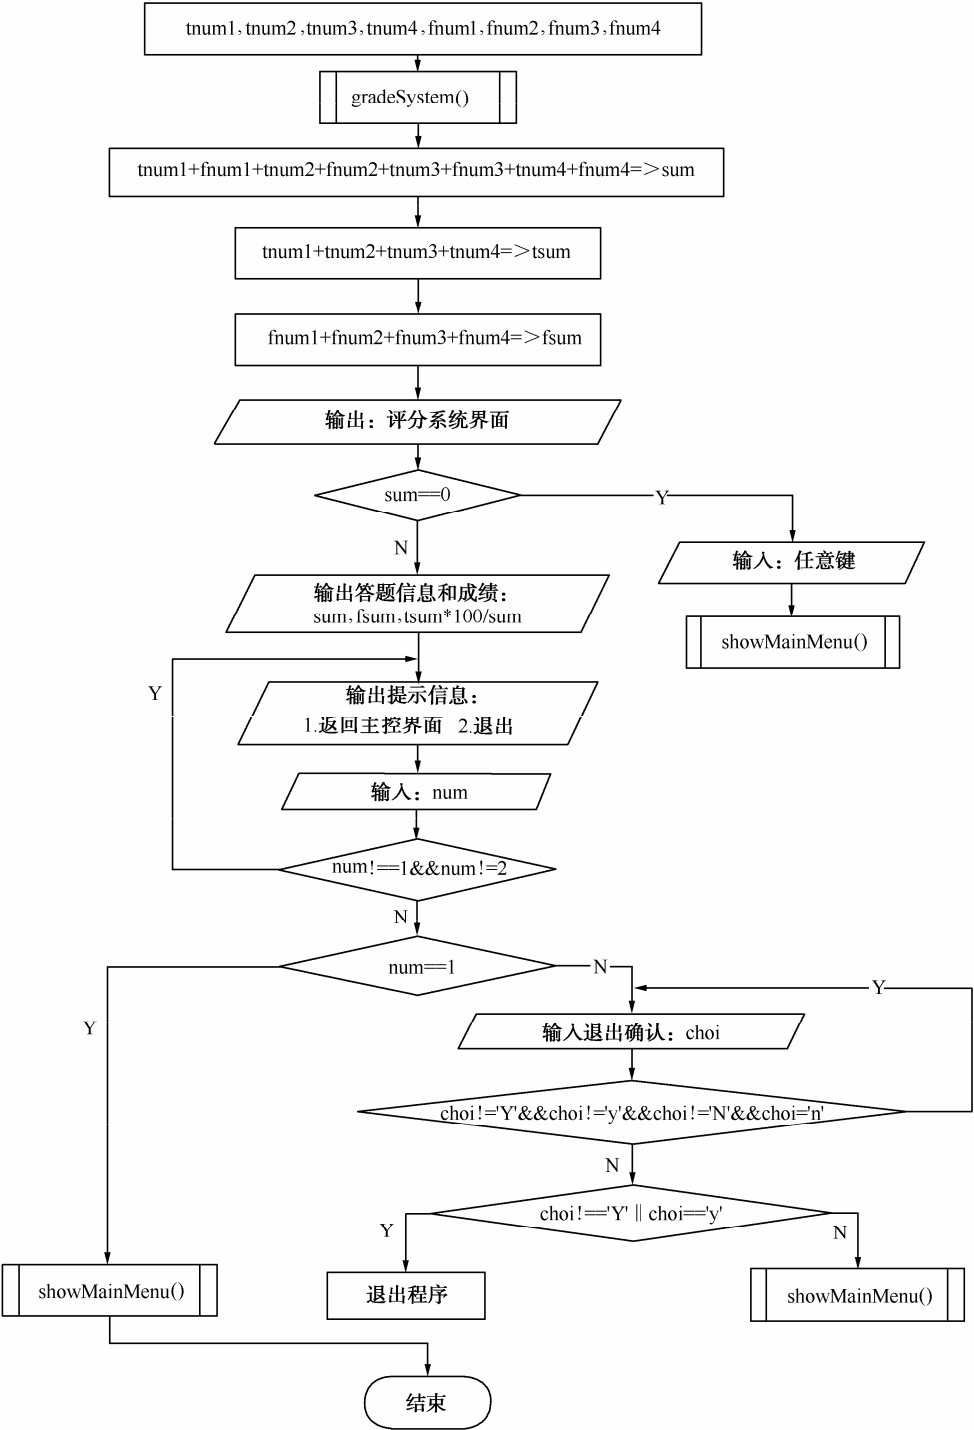 tnum1,tnum2,tnum3,tnum4,fnum1,fnum2,fnum3,fnum4
gradeSystem()
tnum1+fnum1+tnum2+fnum2+tnum3+fnum3+tnum4+fnum4=>sum
tnum1+tnum2+tnum3+tnum4=>tsum
fnum1+fnum2+fnum3+fnum4=>fsum
输出：评分系统界面
sum==0
Y
N
输入：任意键
输出答题信息和成绩：
sum,fsum,tsum*100/sum
showMainMenu()
Y
输出提示信息：
1.返回主控界面 2.退出
输入：num
num!==1&&num!=2
N
num==1
N
Y
Y
输入退出确认：choi
choi!='Y'&&choi!='y'&&choi!='N'&&choi='n'
N
choi!=='Y'‖choi=='y'
Y
N
showMainMenu()
退出程序
showMainMenu()
结束